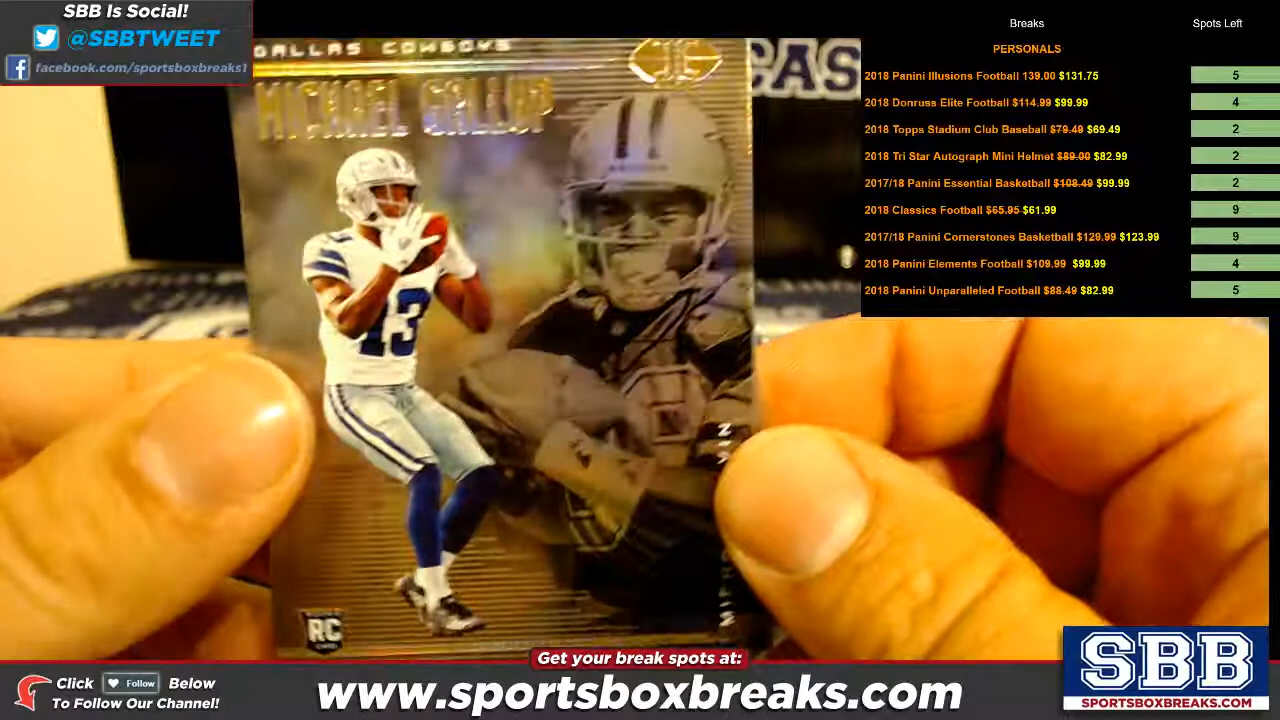 SBB Is Social!
@SBBTWEET
facebook.com/sportsboxbreaks1
DALLAS COWBOYS
MICHAEL GALLUP
13
RC
Breaks Spots Left
PERSONALS
2018 Panini Illusions Football 139.00 $131.75 5
2018 Donruss Elite Football $114.99 $99.99 4
2018 Topps Stadium Club Baseball $79.49 $69.49 2
2018 Tri Star Autograph Mini Helmet $89.00 $82.99 2
2017/18 Panini Essential Basketball $108.49 $99.99 2
2018 Classics Football $65.95 $61.99 9
2017/18 Panini Cornerstones Basketball $129.99 $123.99 9
2018 Panini Elements Football $109.99 $99.99 4
2018 Panini Unparalleled Football $88.49 $82.99 5
Get your break spots at:
www.sportsboxbreaks.com
Click Follow Below
To Follow Our Channel!
SBB
SPORTSBOXBREAKS.COM